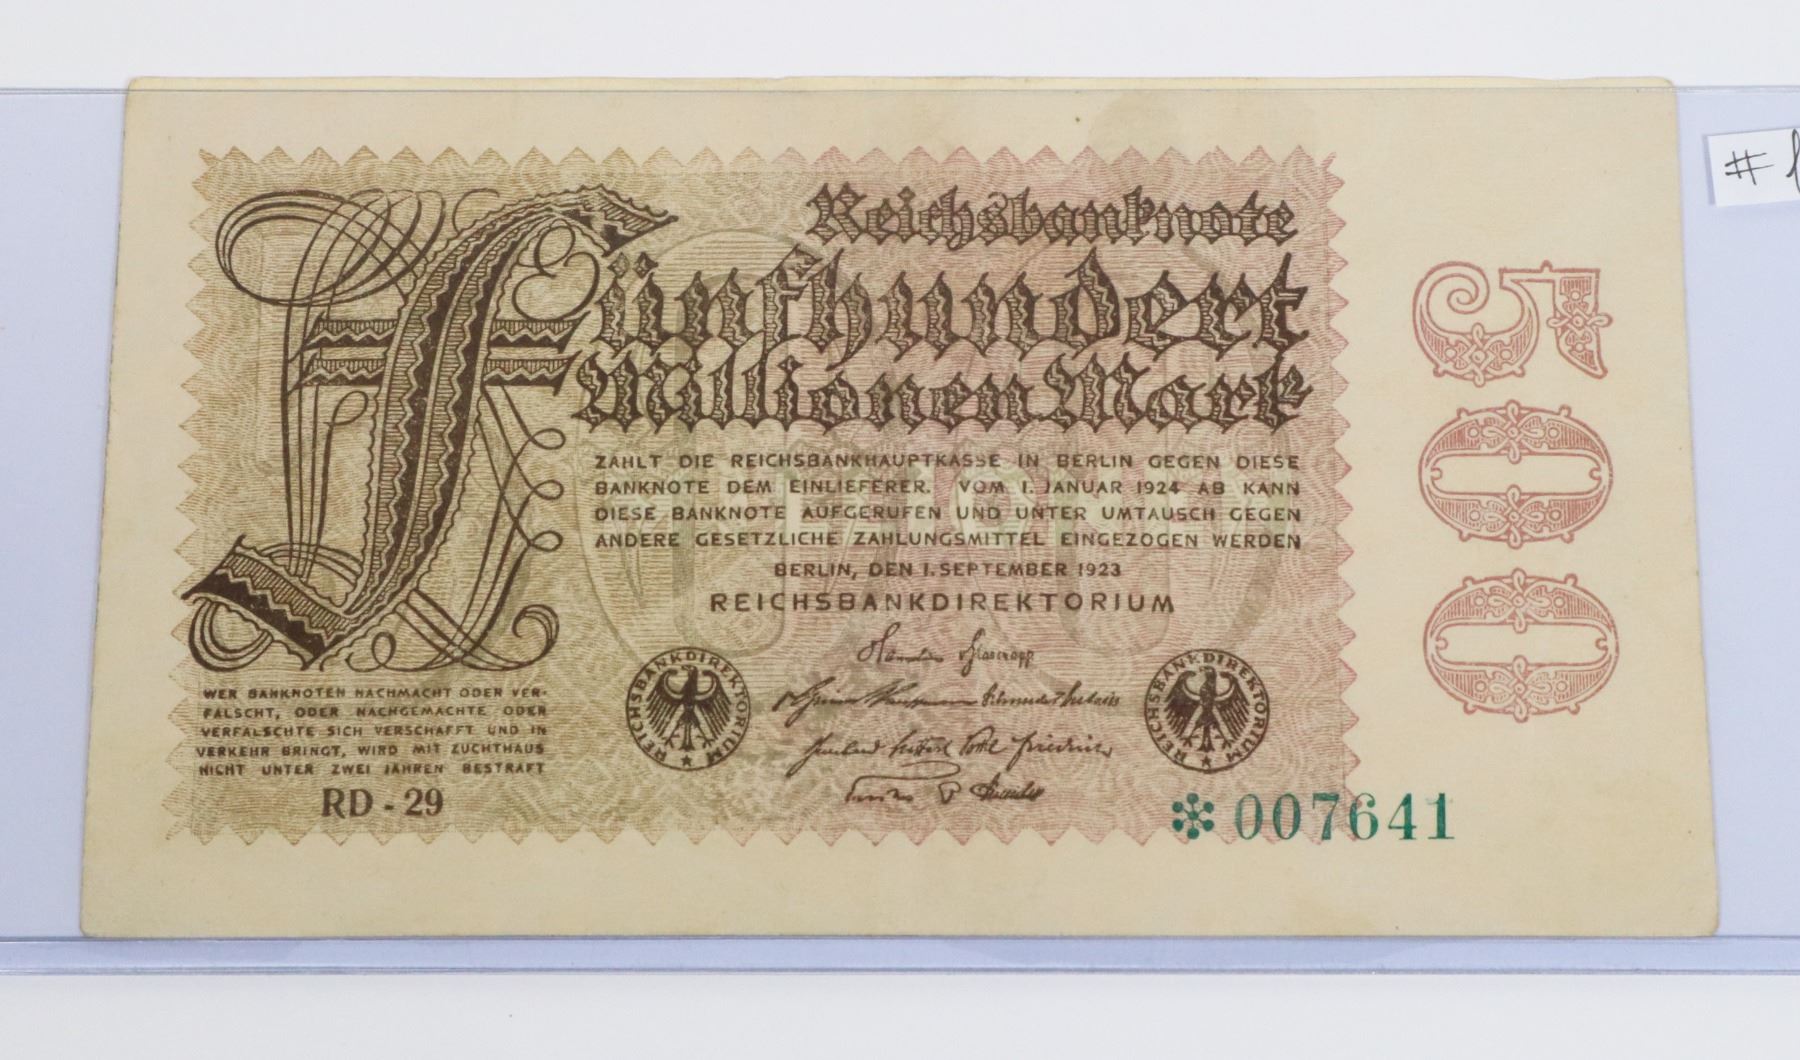 Reichsbanknote
Fünfhundert
Millionen Mark
ZAHLT DIE REICHSBANKHAUPTKASSE IN BERLIN GEGEN DIESE
BANKNOTE DEM EINLIEFERER. VOM 1. JANUAR 1924 AB KANN
DIESE BANKNOTE AUFGERUFEN UND UNTER UMTAUSCH GEGEN
ANDERE GESETZLICHE ZAHLUNGSMITTEL EINGEZOGEN WERDEN
BERLIN, DEN 1. SEPTEMBER 1923
REICHSBANKDIREKTORIUM
WER BANKNOTEN NACHMACHT ODER VER-
FÄLSCHT, ODER NACHGEMACHTE ODER
VERFÄLSCHTE SICH VERSCHAFFT UND IN
VERKEHR BRINGT, WIRD MIT ZUCHTHAUS
NICHT UNTER ZWEI JAHREN BESTRAFT
RD - 29
REICHSBANKDIREKTORIUM
REICHSBANKDIREKTORIUM
007641
500
#